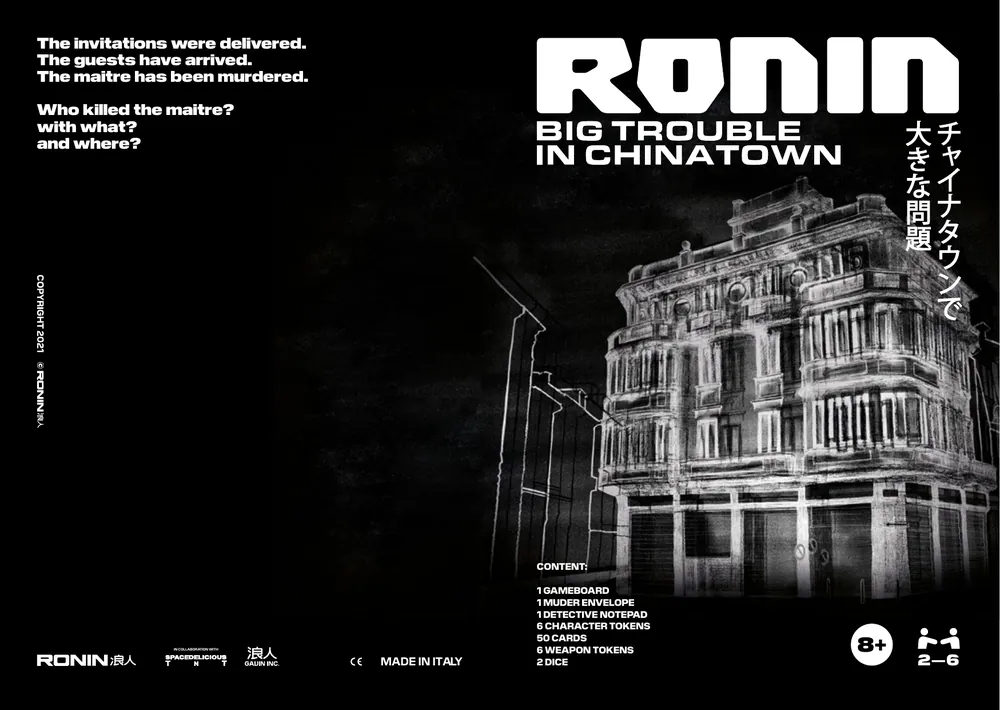 The invitations were delivered.
The guests have arrived.
The maitre has been murdered.
Who killed the maitre?
with what?
and where?
COPYRIGHT 2021 © RONIN浪人
RONIN浪人
IN COLLABORATION WITH
SPACEDELICIOUS
T H T
浪人
GALIIN INC.
CE
MADE IN ITALY
RONIN
BIG TROUBLE
IN CHINATOWN
チャイナタウンで
大きな問題
CONTENT:
1 GAMEBOARD
1 MUDER ENVELOPE
1 DETECTIVE NOTEPAD
6 CHARACTER TOKENS
50 CARDS
6 WEAPON TOKENS
2 DICE
8+
2—6